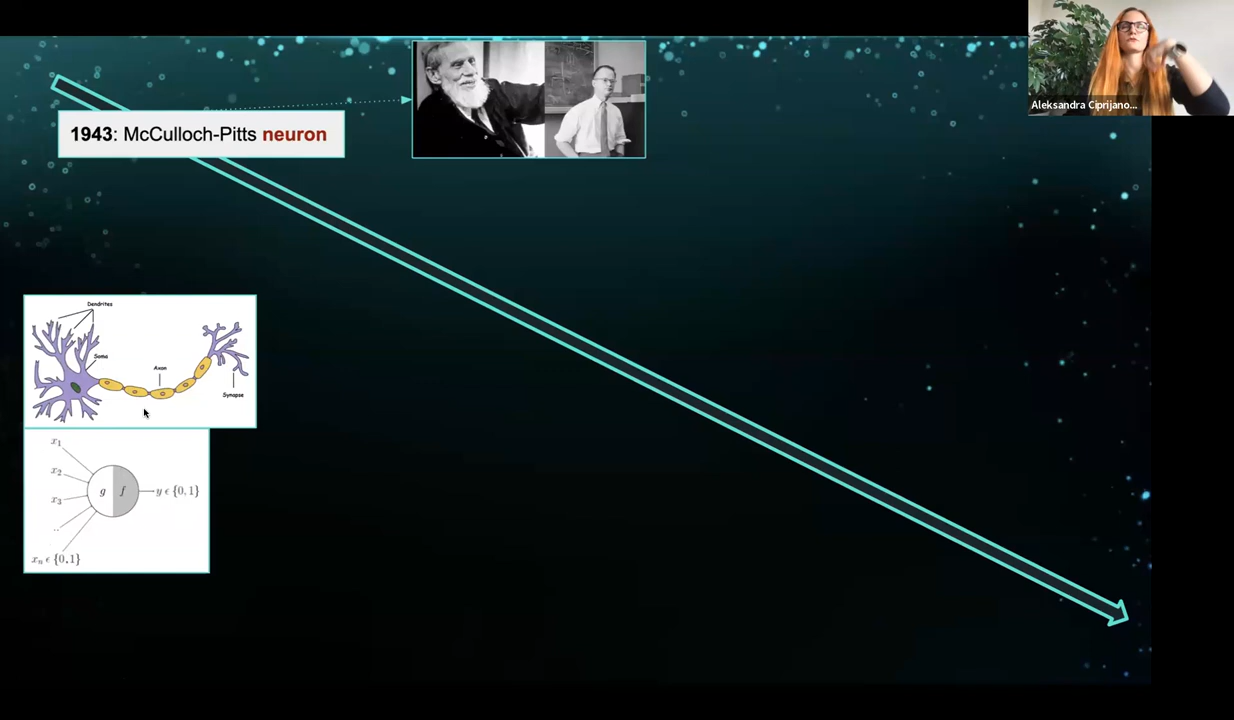 Aleksandra Ciprijano...
1943: McCulloch-Pitts neuron
Dendrites
Soma
Axon
Synapse
x₁
x₂
x₃
..
xₙ ϵ {0,1}
g f
y ϵ {0,1}